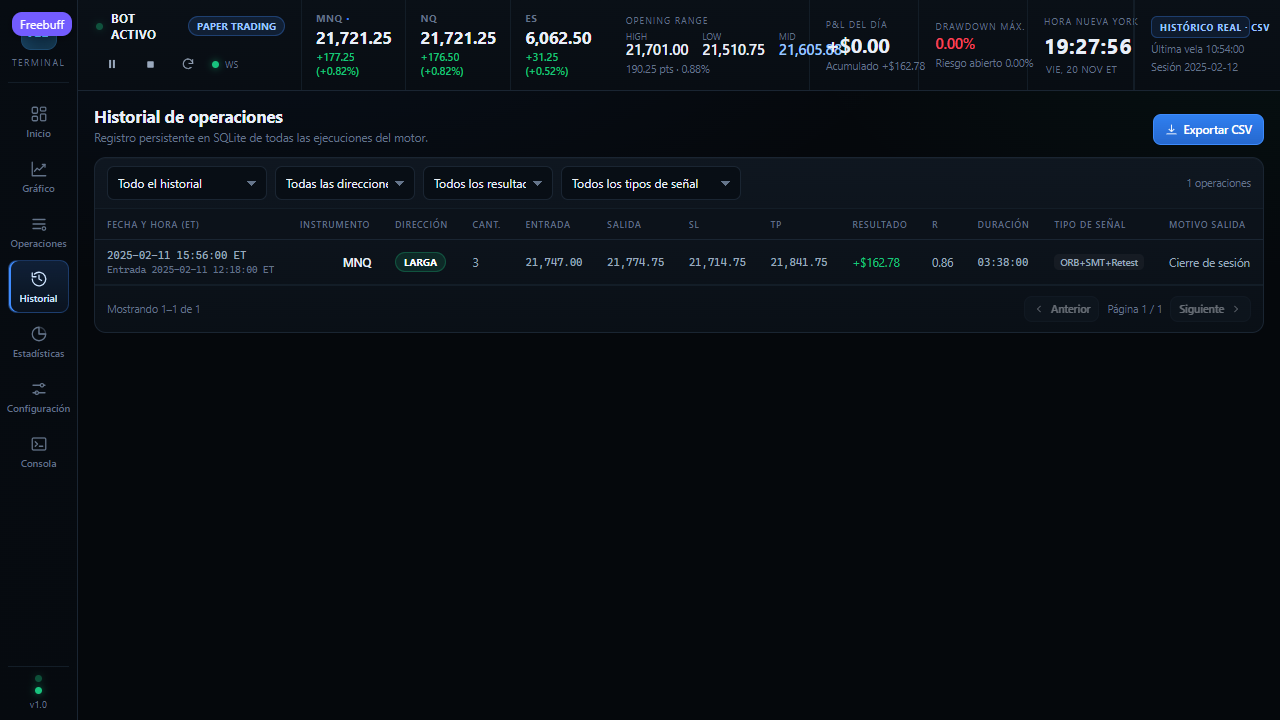 Freebuff
TERMINAL
Inicio
Gráfico
Operaciones
Historial
Estadísticas
Configuración
Consola
v1.0
BOT
ACTIVO
PAPER TRADING
WS
MNQ •
21,721.25
+177.25
(+0.82%)
NQ
21,721.25
+176.50
(+0.82%)
ES
6,062.50
+31.25
(+0.52%)
OPENING RANGE
HIGH LOW MID
21,701.00 21,510.75
190.25 pts · 0.88%
P&L DEL DÍA
+$0.00
Acumulado +$162.78
DRAWDOWN MÁX.
0.00%
Riesgo abierto 0.00%
HORA NUEVA YORK
19:27:56
VIE, 20 NOV ET
HISTÓRICO REAL · CSV
Última vela 10:54:00
Sesión 2025-02-12
Historial de operaciones
Registro persistente en SQLite de todas las ejecuciones del motor.
Exportar CSV
Todo el historial
Todas las direccione
Todos los resultad
Todos los tipos de señal
1 operaciones
FECHA Y HORA (ET) INSTRUMENTO DIRECCIÓN CANT. ENTRADA SALIDA SL TP RESULTADO R DURACIÓN TIPO DE SEÑAL MOTIVO SALIDA
2025-02-11 15:56:00 ET MNQ LARGA 3 21,747.00 21,774.75 21,714.75 21,841.75 +$162.78 0.86 03:38:00 ORB+SMT+Retest Cierre de sesión
Entrada 2025-02-11 12:18:00 ET
Mostrando 1–1 de 1
Anterior Página 1 / 1 Siguiente